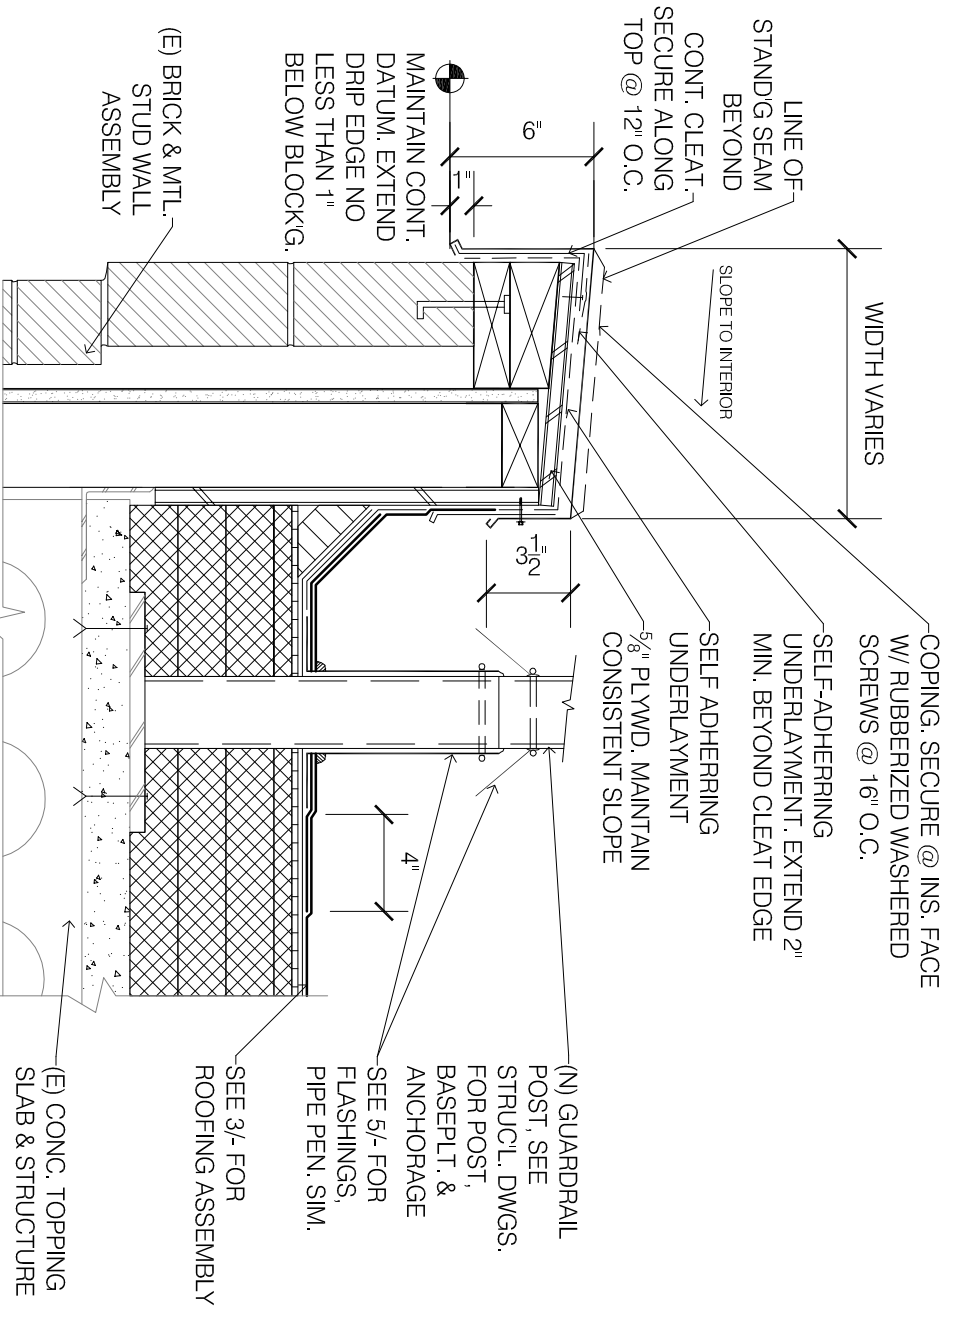 LINE OF
STAND'G SEAM
BEYOND
CONT. CLEAT.
SECURE ALONG
TOP @ 12" O.C.
6"
1"
MAINTAIN CONT.
DATUM. EXTEND
DRIP EDGE NO
LESS THAN 1"
BELOW BLOCK'G.
(E) BRICK & MTL.
STUD WALL
ASSEMBLY
WIDTH VARIES
SLOPE TO INTERIOR
3 1/2"
COPING. SECURE @ INS. FACE
W/ RUBBERIZED WASHERED
SCREWS @ 16" O.C.
SELF-ADHERRING
UNDERLAYMENT. EXTEND 2"
MIN. BEYOND CLEAT EDGE
SELF ADHERRING
UNDERLAYMENT
5/8" PLYWD. MAINTAIN
CONSISTENT SLOPE
4"
(N) GUARDRAIL
POST, SEE
STRUC'L. DWGS.
FOR POST,
BASEPLT. &
ANCHORAGE
SEE 5/- FOR
FLASHINGS,
PIPE PEN. SIM.
SEE 3/- FOR
ROOFING ASSEMBLY
(E) CONC. TOPPING
SLAB & STRUCTURE